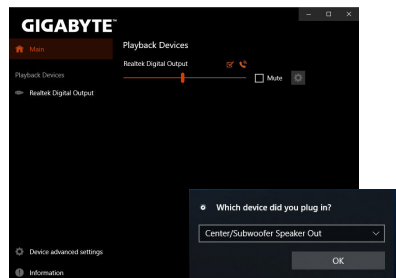 GIGABYTE™
Main
Playback Devices
Realtek Digital Output
Playback Devices
Realtek Digital Output
Mute
Which device did you plug in?
Center/Subwoofer Speaker Out
OK
Device advanced settings
Information